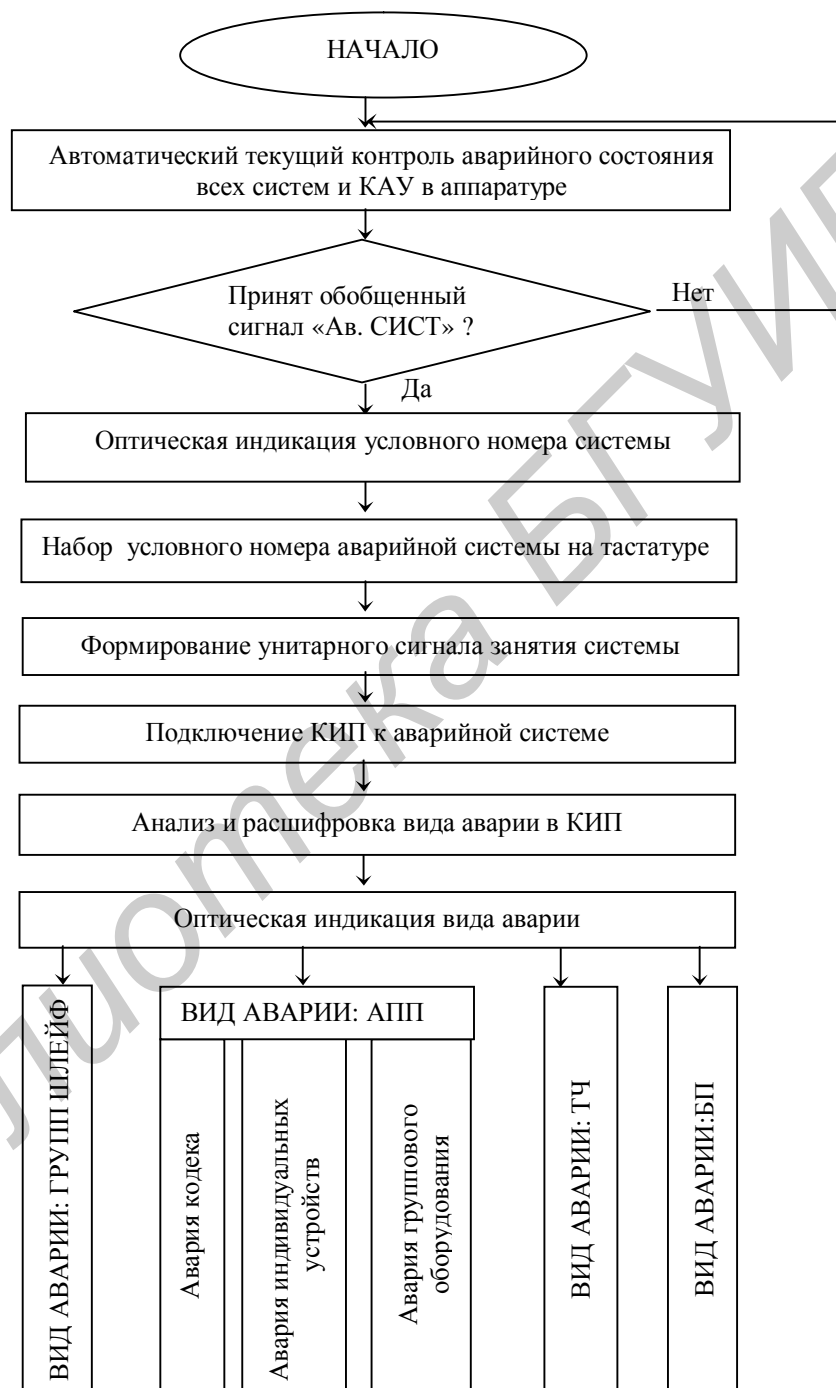 НАЧАЛО
Автоматический текущий контроль аварийного состояния
всех систем и КАУ в аппаратуре
Принят обобщенный
сигнал «Ав. СИСТ» ?
Нет
Да
Оптическая индикация условного номера системы
Набор условного номера аварийной системы на тастатуре
Формирование унитарного сигнала занятия системы
Подключение КИП к аварийной системе
Анализ и расшифровка вида аварии в КИП
Оптическая индикация вида аварии
ВИД АВАРИИ: ГРУПП ШЛЕЙФ
ВИД АВАРИИ: АПП
Авария кодека
Авария индивидуальных
устройств
Авария группового
оборудования
ВИД АВАРИИ: ТЧ
ВИД АВАРИИ:БП